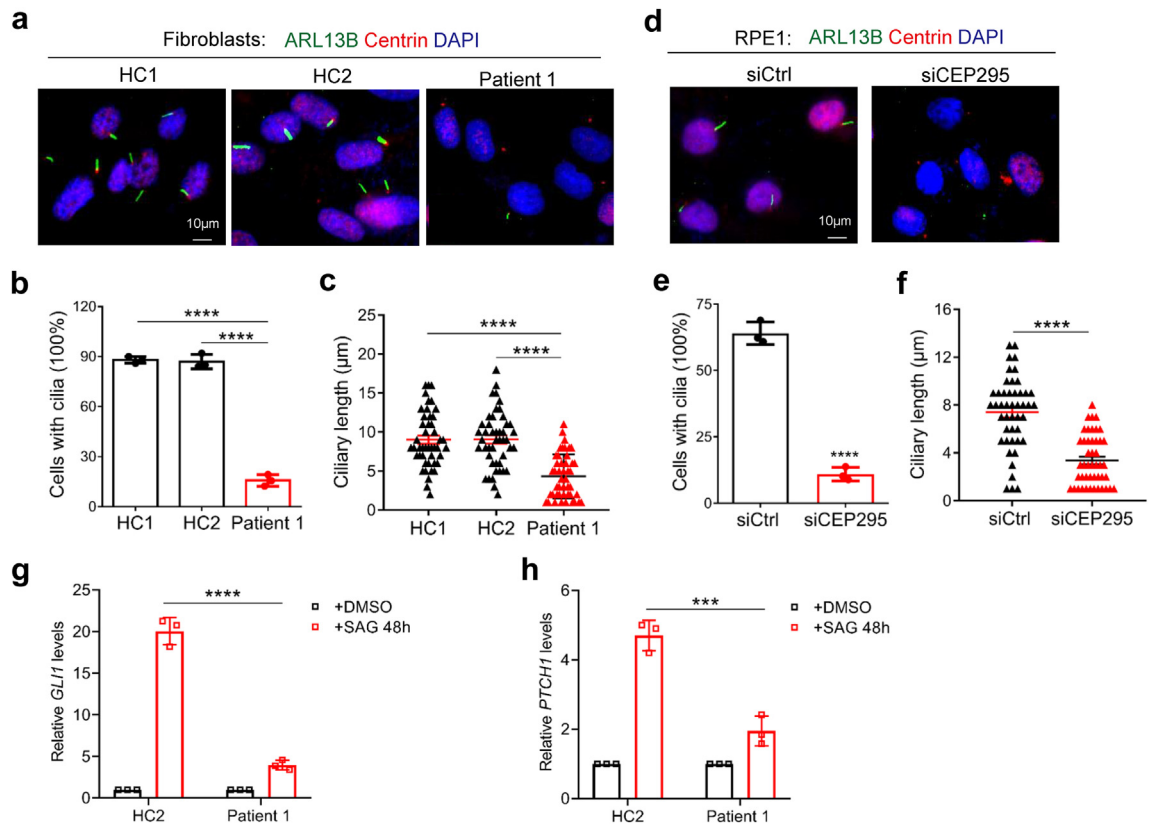 a
Fibroblasts: ARL13B Centrin DAPI
HC1
HC2
Patient 1
10µm
d
RPE1: ARL13B Centrin DAPI
siCtrl
siCEP295
10µm
b
Cells with cilia (100%)
120
90
60
30
0
****
****
HC1
HC2
Patient 1
c
Ciliary length (µm)
25
20
15
10
5
0
****
****
HC1
HC2
Patient 1
e
Cells with cilia (100%)
75
50
25
0
****
siCtrl
siCEP295
f
Ciliary length (µm)
16
12
8
4
0
****
siCtrl
siCEP295
g
Relative GLI1 levels
25
20
15
10
5
0
****
+DMSO
+SAG 48h
HC2
Patient 1
h
Relative PTCH1 levels
6
4
2
0
***
+DMSO
+SAG 48h
HC2
Patient 1